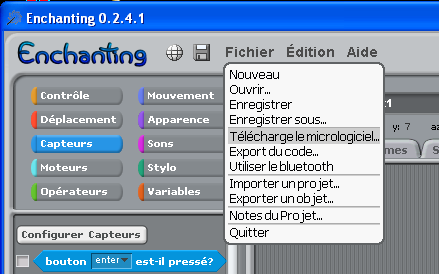 Enchanting 0.2.4.1
Enchanting
Fichier Édition Aide
Nouveau
Ouvrir...
Enregistrer
Enregistrer sous...
Télécharge le micrologiciel...
Export du code...
Utiliser le bluetooth
Importer un projet...
Exporter un objet...
Notes du Projet...
Quitter
Contrôle Mouvement
Déplacement Apparence
Capteurs Sons
Moteurs Stylo
Opérateurs Variables
Configurer Capteurs
bouton enter est-il pressé?
1
y: 7
mes